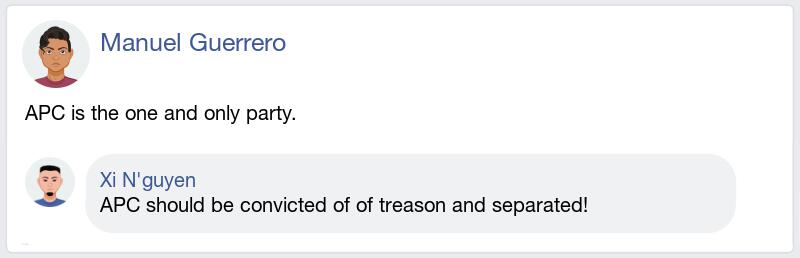 Manuel Guerrero
APC is the one and only party.
Xi N'guyen
APC should be convicted of of treason and separated!